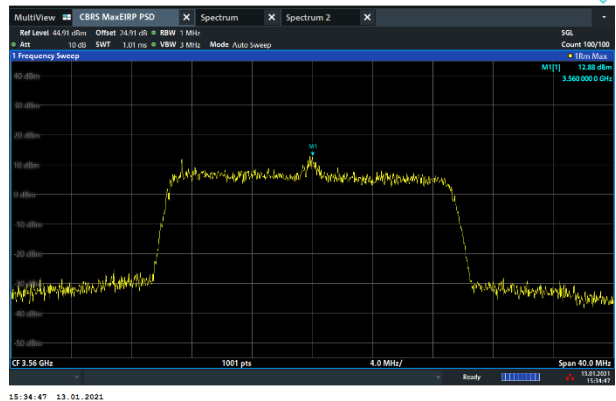 MultiView CBRS MaxEIRP PSD X Spectrum X Spectrum 2 X
Ref Level 44.91 dBm Offset 24.91 dB RBW 1 MHz SGL
Att 10 dB SWT 1.01 ms VBW 3 MHz Mode Auto Sweep Count 100/100
1 Frequency Sweep 1Rm Max
M1[1] 12.88 dBm
3.560 000 0 GHz
40 dBm
30 dBm
20 dBm
M1
10 dBm
0 dBm
-10 dBm
-20 dBm
-30 dBm
-40 dBm
-50 dBm
CF 3.56 GHz 1001 pts 4.0 MHz/ Span 40.0 MHz
Ready 13.01.2021
15:34:47
15:34:47 13.01.2021